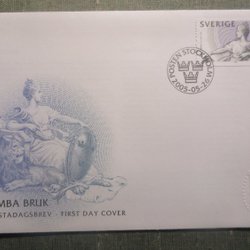 SVERIGE
POSTEN STOCKHOLM
2005-05-26
MBA BRUK
STADAGSBREV - FIRST DAY COVER